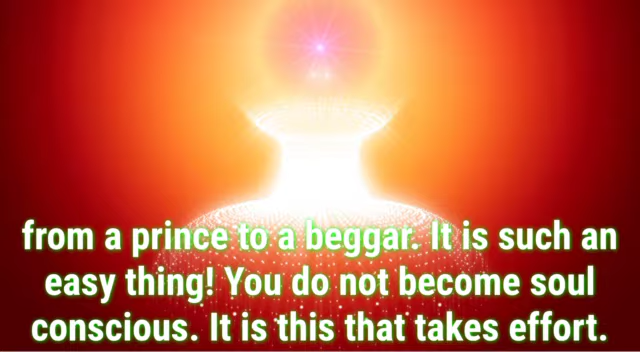 from a prince to a beggar. It is such an
easy thing! You do not become soul
conscious. It is this that takes effort.